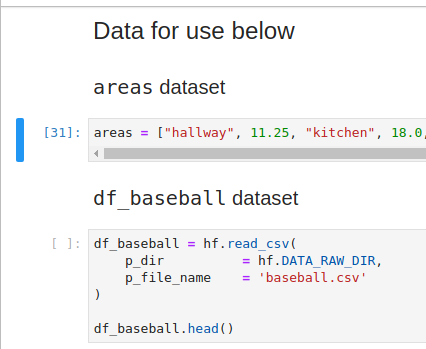 Data for use below
areas dataset
[31]: areas = ["hallway", 11.25, "kitchen", 18.0,
df_baseball dataset
[ ]: df_baseball = hf.read_csv(
    p_dir          = hf.DATA_RAW_DIR,
    p_file_name    = 'baseball.csv'
)
df_baseball.head()